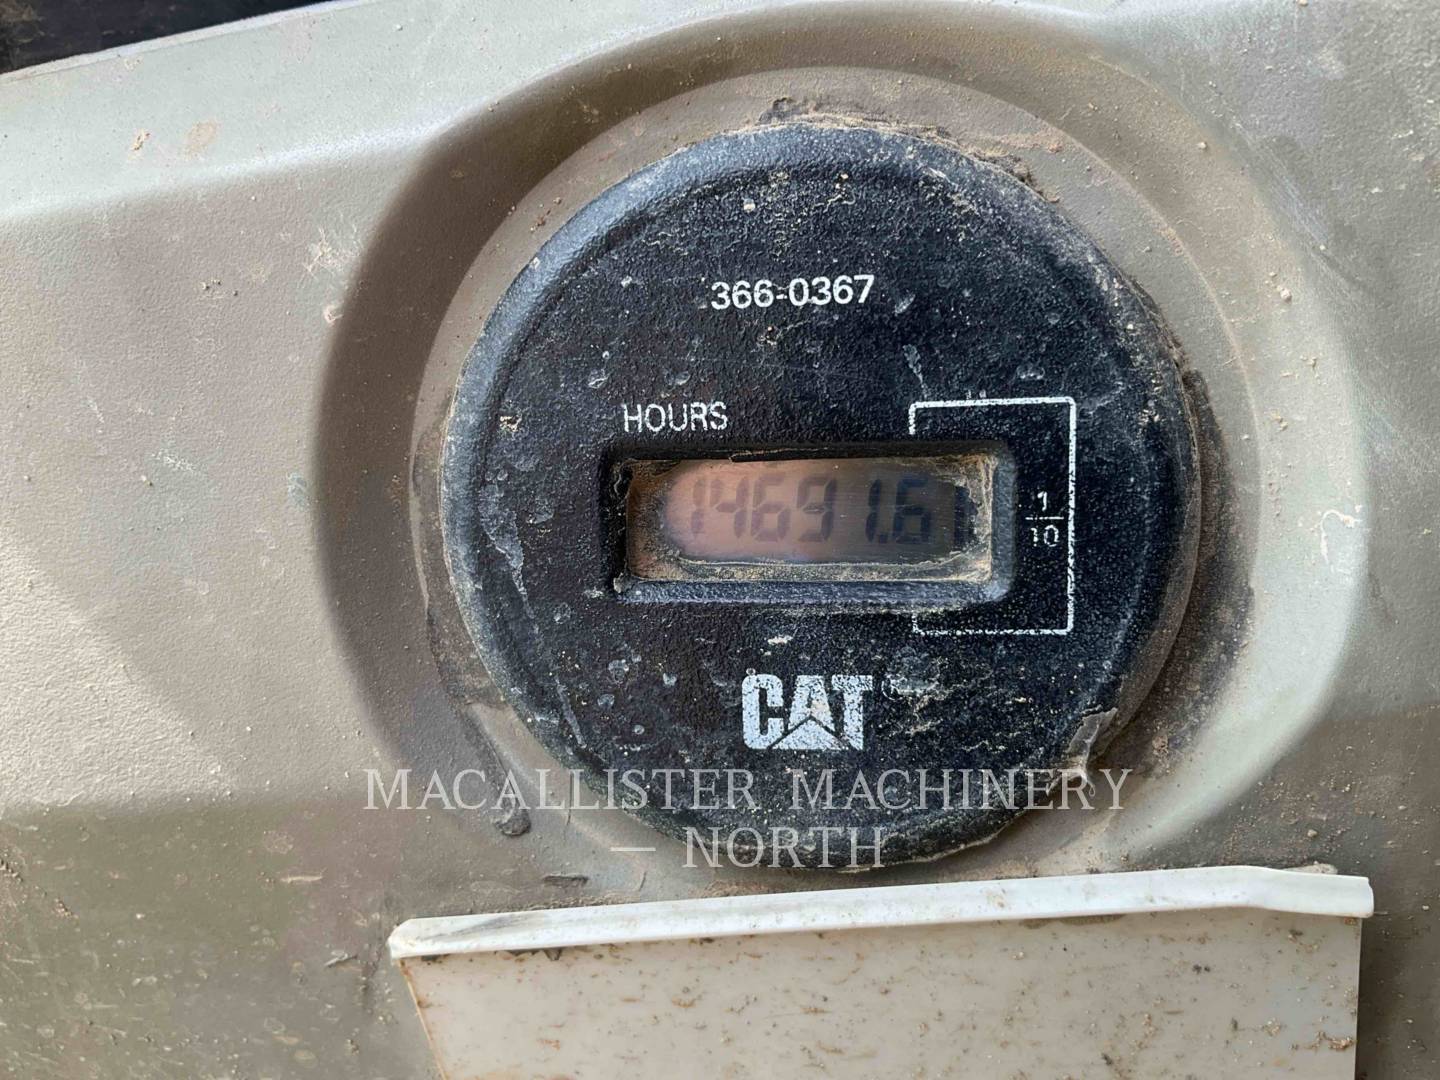 366-0367
HOURS
14691.6
1
10
CAT
MACALLISTER MACHINERY
— NORTH